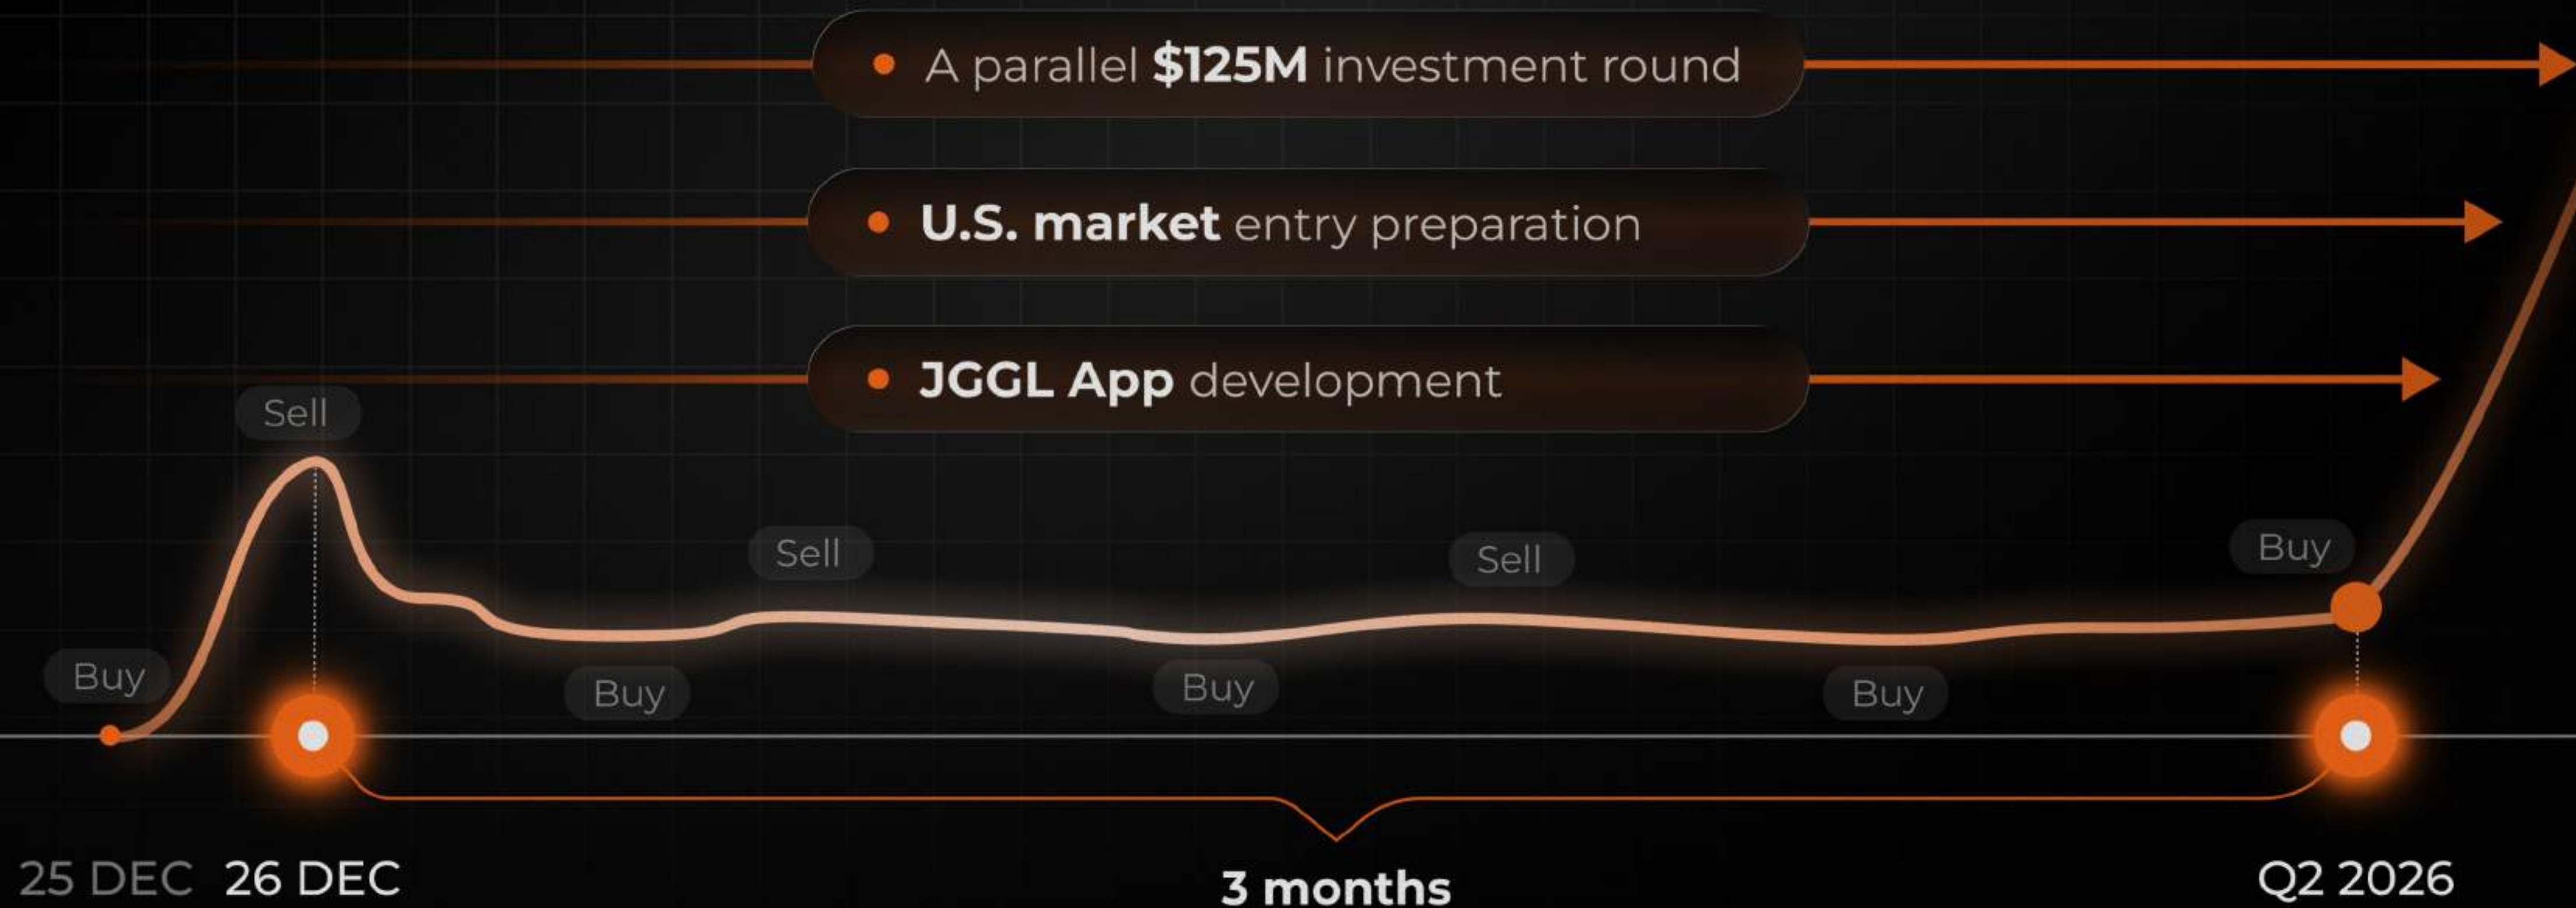 A parallel $125M investment round
U.S. market entry preparation
JGGL App development
Sell
Sell
Sell
Buy
Buy
Buy
Buy
Buy
25 DEC 26 DEC
3 months
Q2 2026